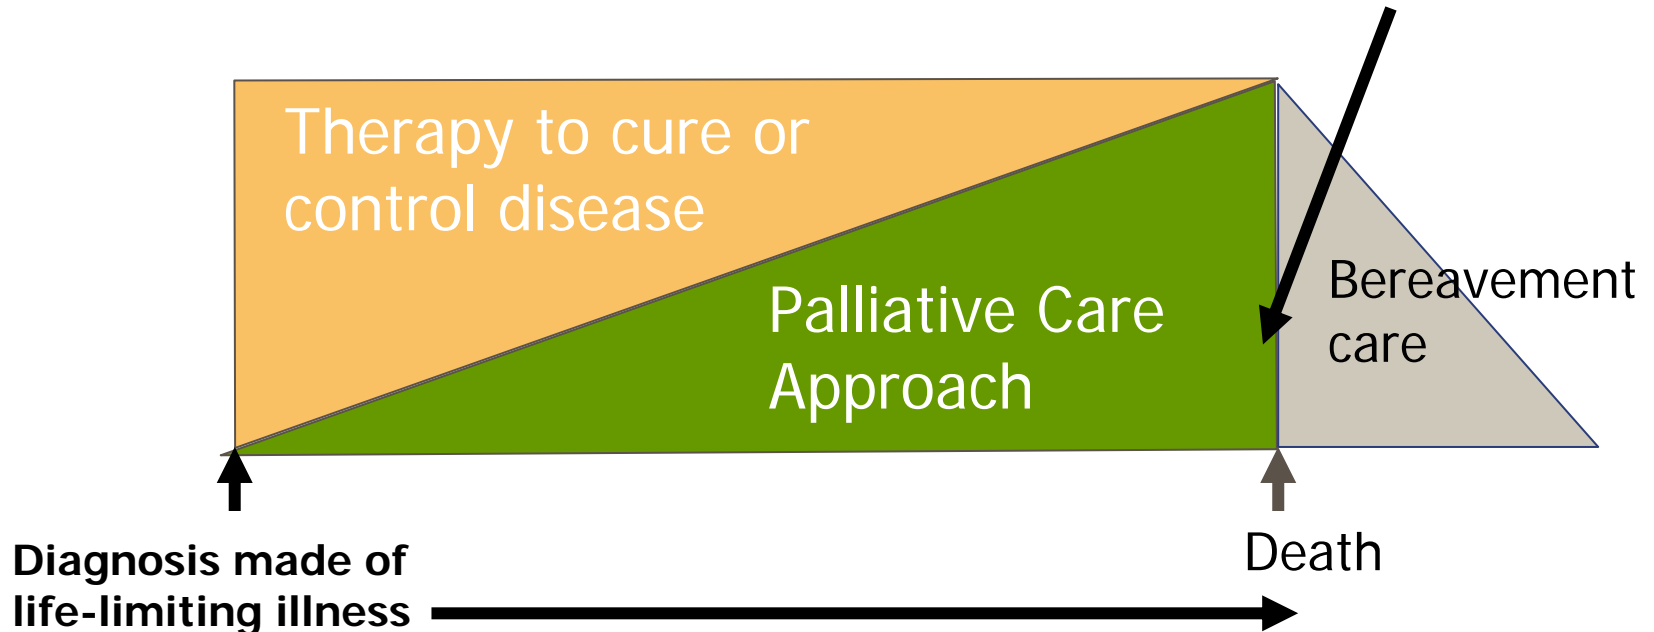 Therapy to cure or
control disease
Palliative Care
Approach
Bereavement
care
Diagnosis made of
life-limiting illness
Death